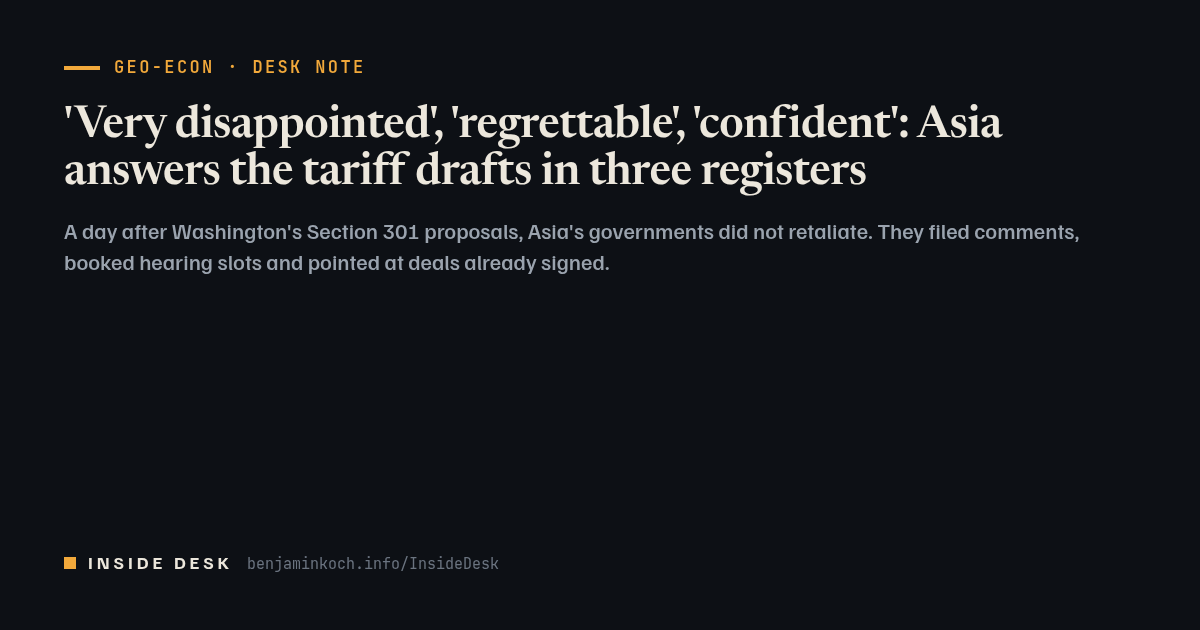 GEO-ECON · DESK NOTE
'Very disappointed', 'regrettable', 'confident': Asia
answers the tariff drafts in three registers
A day after Washington's Section 301 proposals, Asia's governments did not retaliate. They filed comments,
booked hearing slots and pointed at deals already signed.
INSIDE DESK benjaminkoch.info/InsideDesk